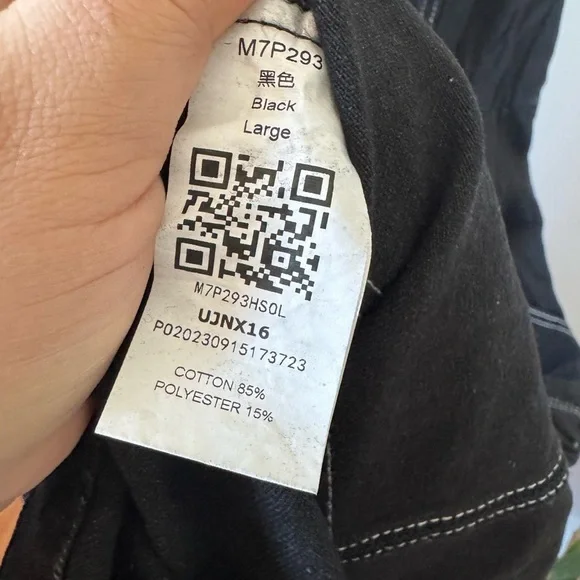 M7P293
黑色
Black
Large
M7P293HS0L
UJNX16
P020230915173723
COTTON 85%
POLYESTER 15%